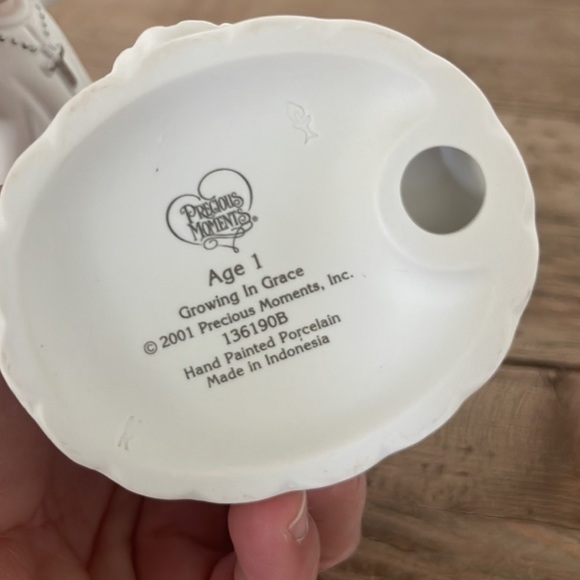 PRECIOUS
MOMENTS®
Age 1
Growing In Grace
© 2001 Precious Moments, Inc.
136190B
Hand Painted Porcelain
Made in Indonesia
K